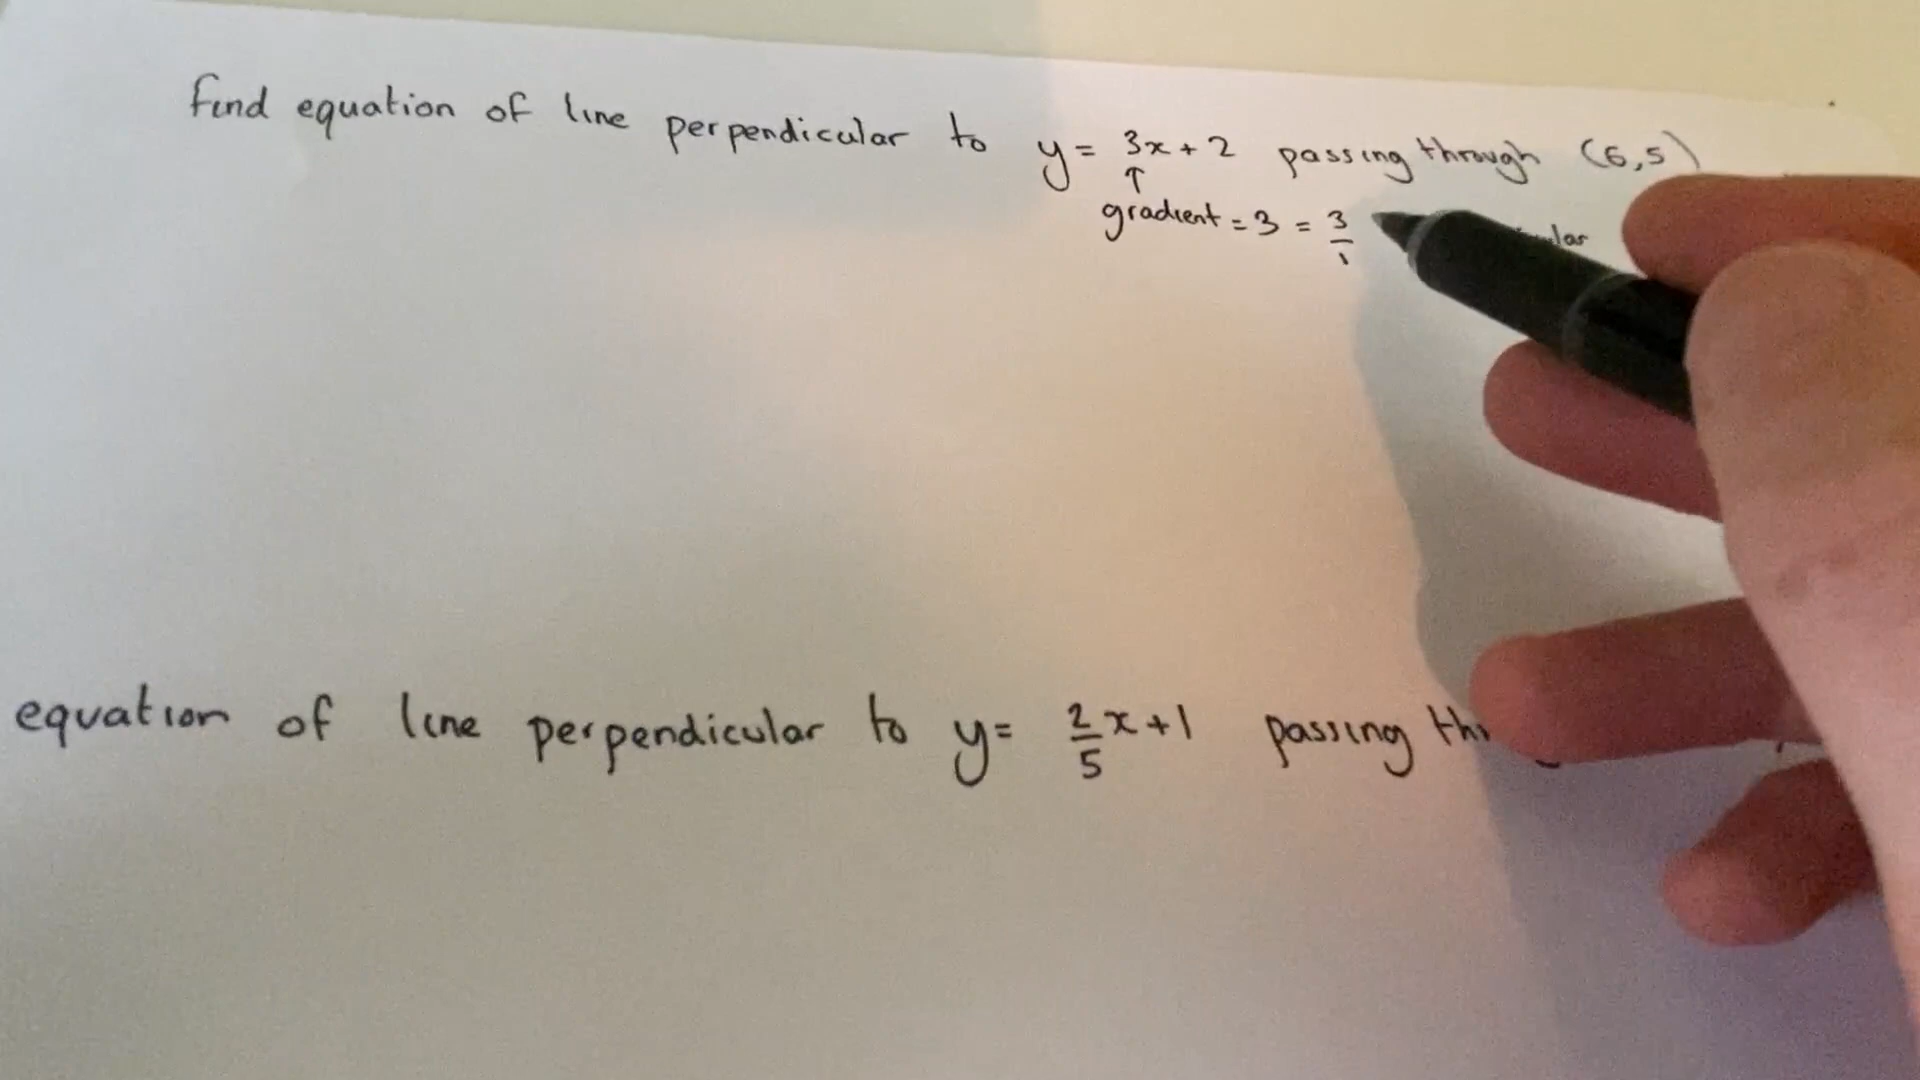 find equation of line perpendicular to y = 3x + 2 passing through (6,5)
↑
gradient = 3 = 3/1
equation of line perpendicular to y = 2/5 x + 1 passing